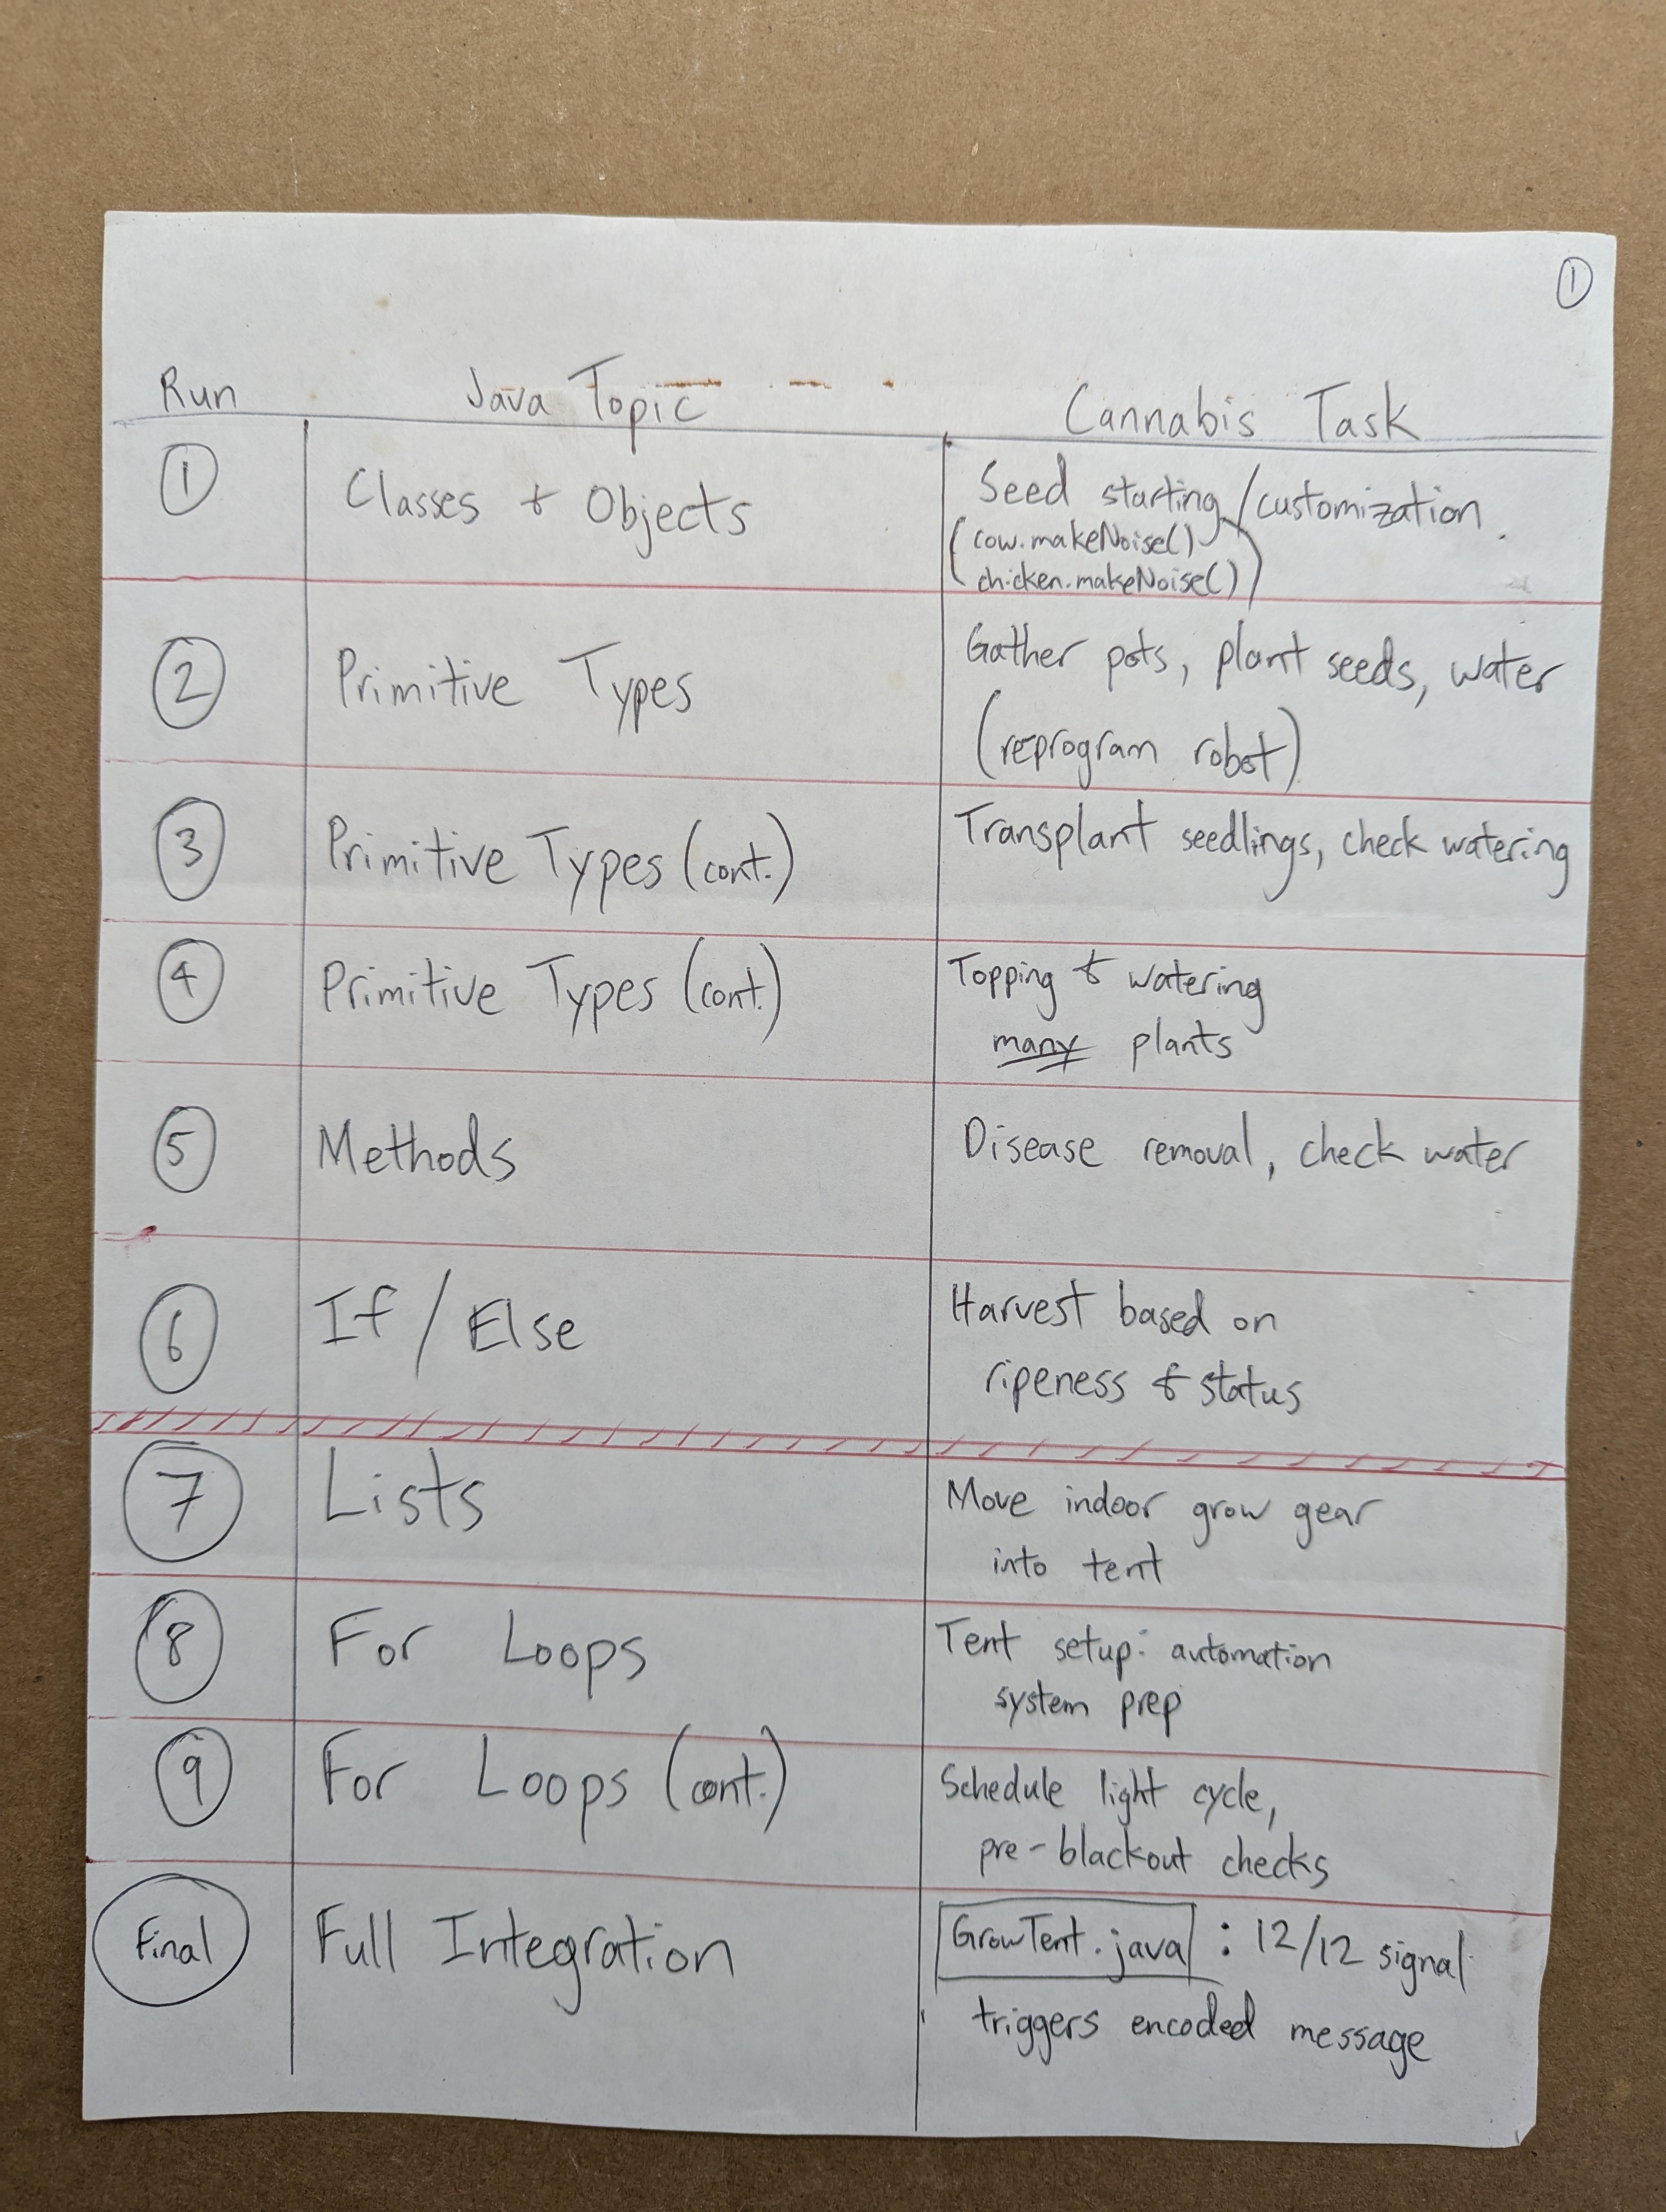 ①
Run Java Topic Cannabis Task
① Classes & Objects Seed starting/customization.
(cow.makeNoise()
chicken.makeNoise())
② Primitive Types Gather pots, plant seeds, water
(reprogram robot)
③ Primitive Types (cont.) Transplant seedlings, check watering
④ Primitive Types (cont.) Topping & watering
many plants
⑤ Methods Disease removal, check water
⑥ If / Else Harvest based on
ripeness & status
⑦ Lists Move indoor grow gear
into tent
⑧ For Loops Tent setup: automation
system prep
⑨ For Loops (cont.) Schedule light cycle,
pre-blackout checks
Final Full Integration GrowTent.java : 12/12 signal
triggers encoded message